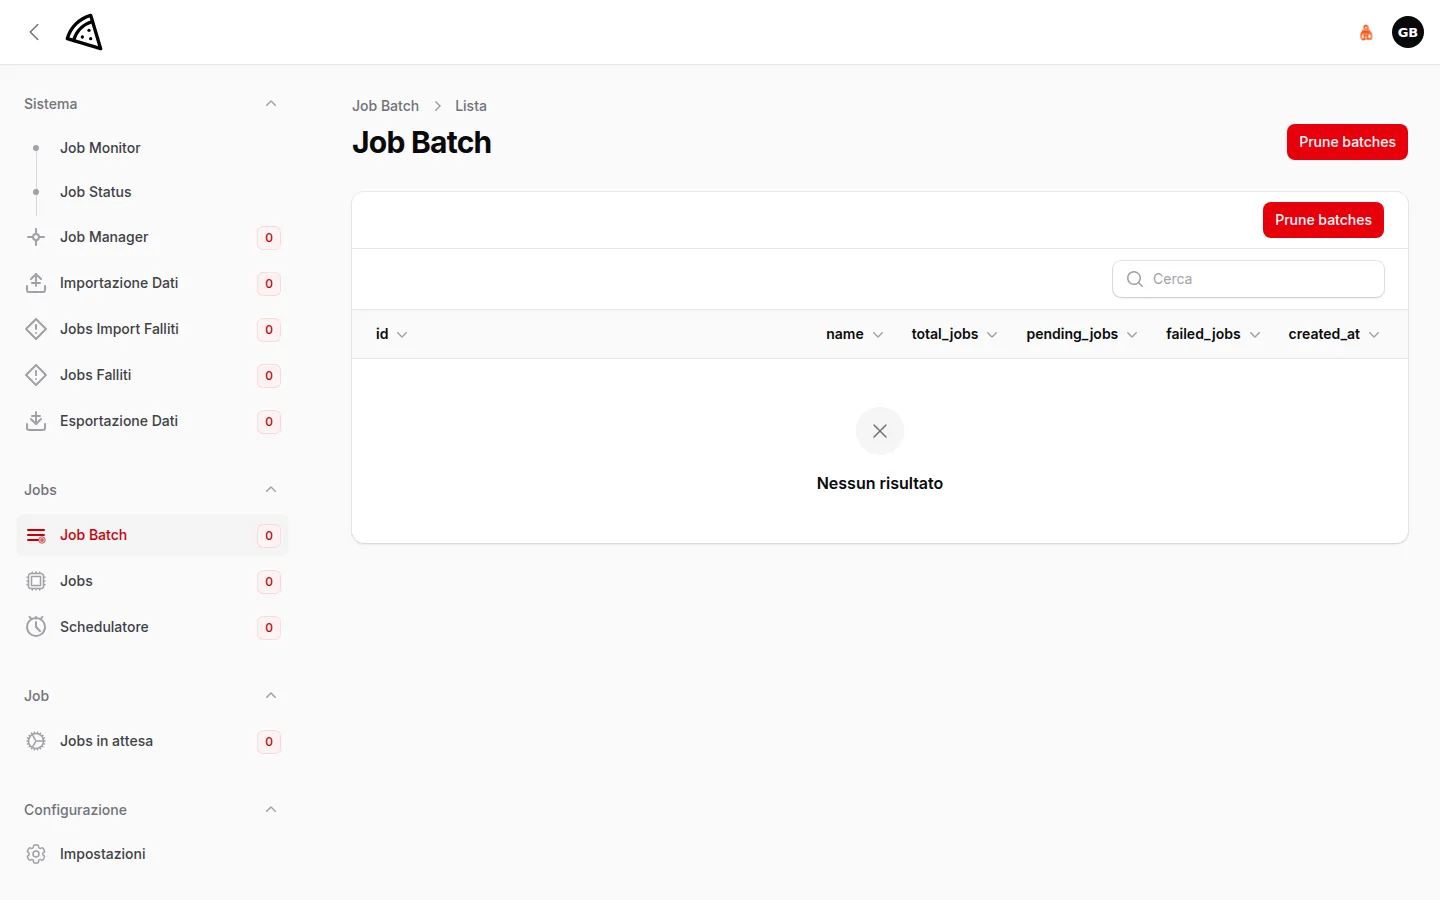 GB
Sistema
Job Monitor
Job Status
Job Manager 0
Importazione Dati 0
Jobs Import Falliti 0
Jobs Falliti 0
Esportazione Dati 0
Jobs
Job Batch 0
Jobs 0
Schedulatore 0
Job
Jobs in attesa 0
Configurazione
Impostazioni
Job Batch Lista
Job Batch
Prune batches
Prune batches
Cerca
id name total_jobs pending_jobs failed_jobs created_at
Nessun risultato